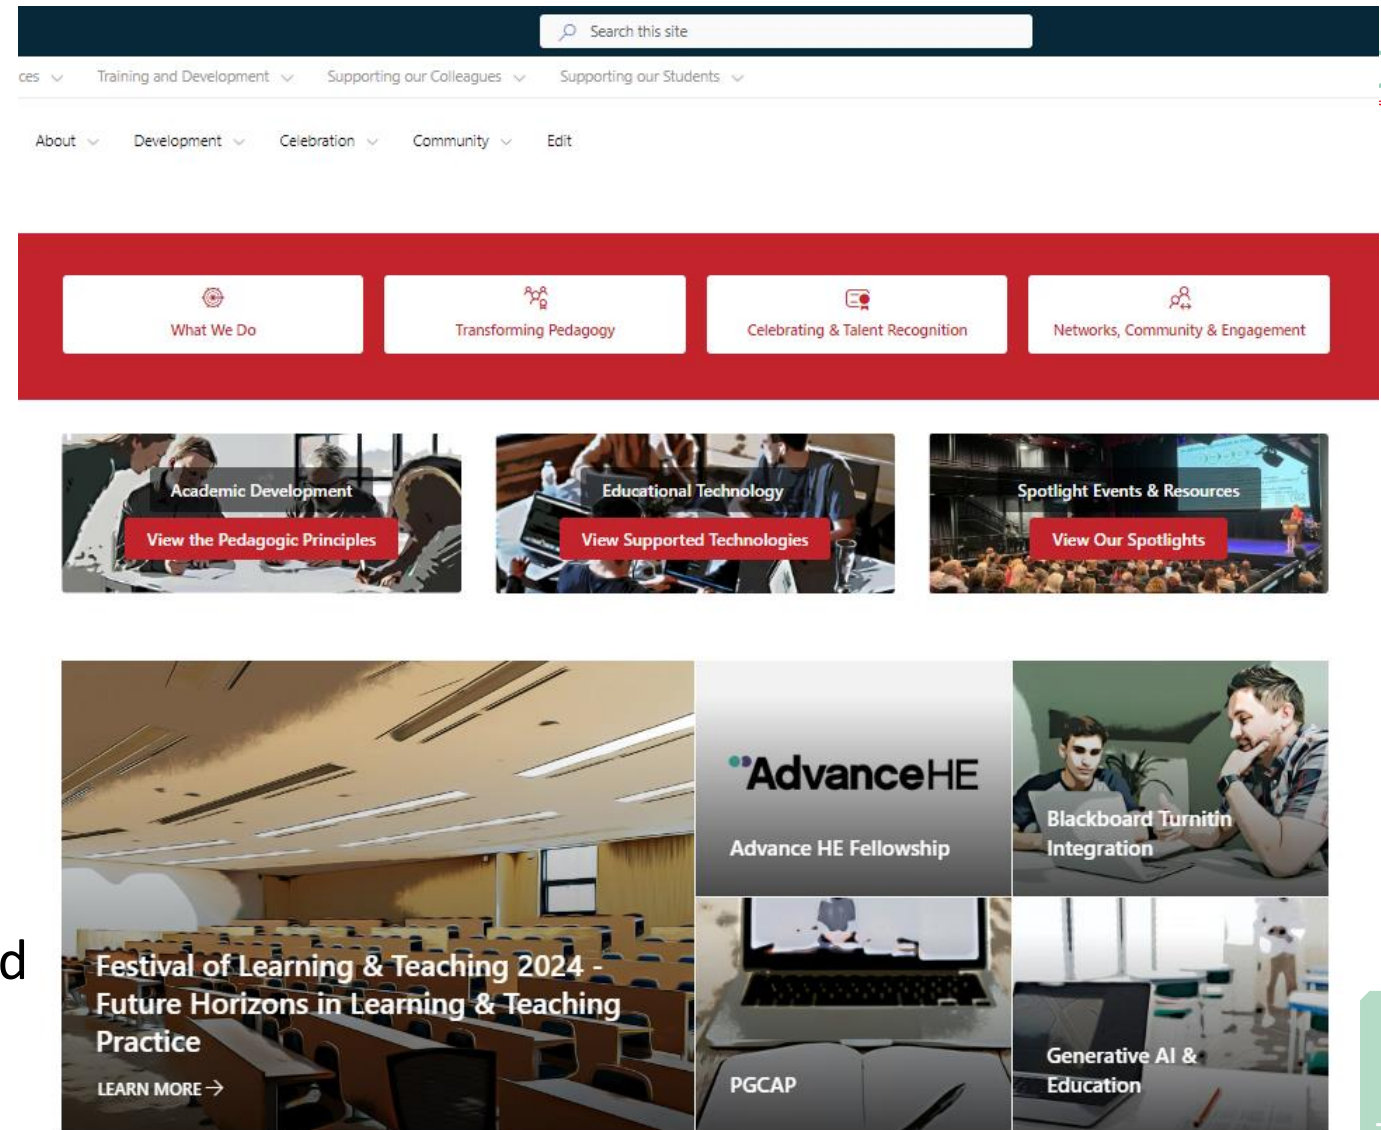 Search this site
ces Training and Development Supporting our Colleagues Supporting our Students
About Development Celebration Community Edit
What We Do
Transforming Pedagogy
Celebrating & Talent Recognition
Networks, Community & Engagement
Academic Development
View the Pedagogic Principles
Educational Technology
View Supported Technologies
Spotlight Events & Resources
View Our Spotlights
AdvanceHE
Advance HE Fellowship
Blackboard Turnitin
Integration
d
Festival of Learning & Teaching 2024 -
Future Horizons in Learning & Teaching
Practice
LEARN MORE
PGCAP
Generative AI &
Education